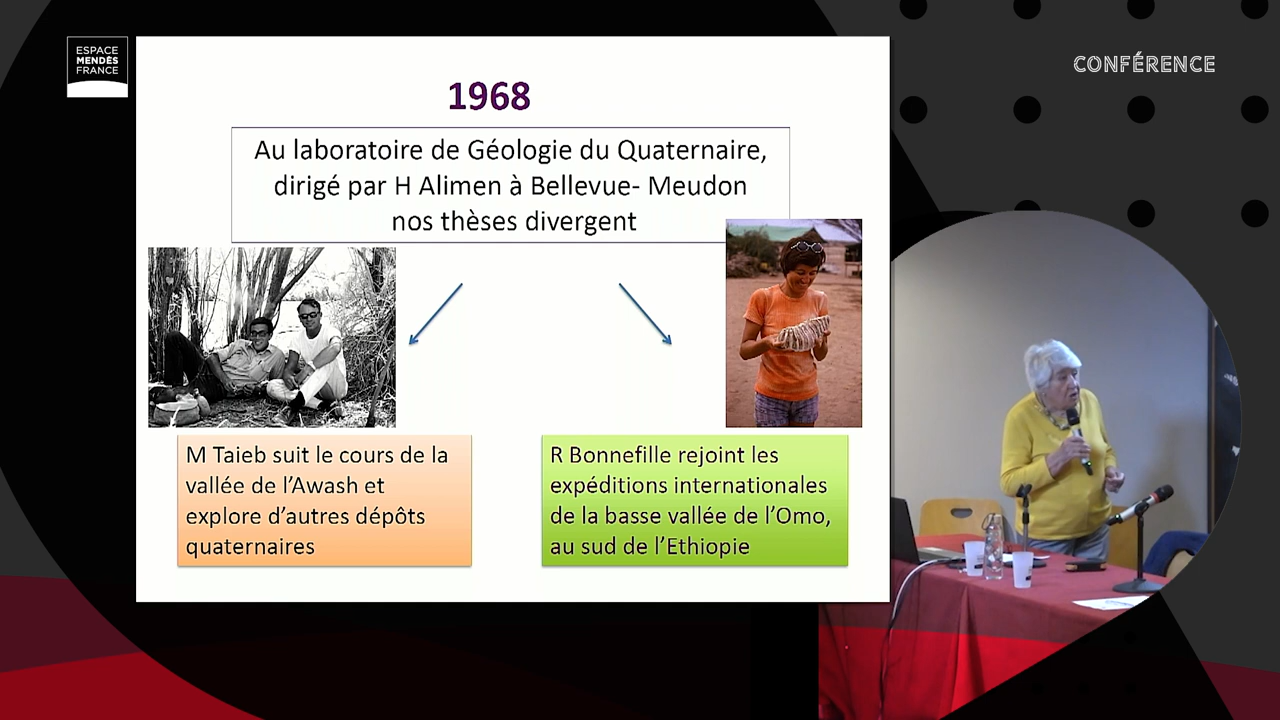 ESPACE
MENDÈS
FRANCE
CONFÉRENCE
1968
Au laboratoire de Géologie du Quaternaire,
dirigé par H Alimen à Bellevue- Meudon
nos thèses divergent
M Taieb suit le cours de la
vallée de l’Awash et
explore d’autres dépôts
quaternaires
R Bonnefille rejoint les
expéditions internationales
de la basse vallée de l’Omo,
au sud de l’Ethiopie